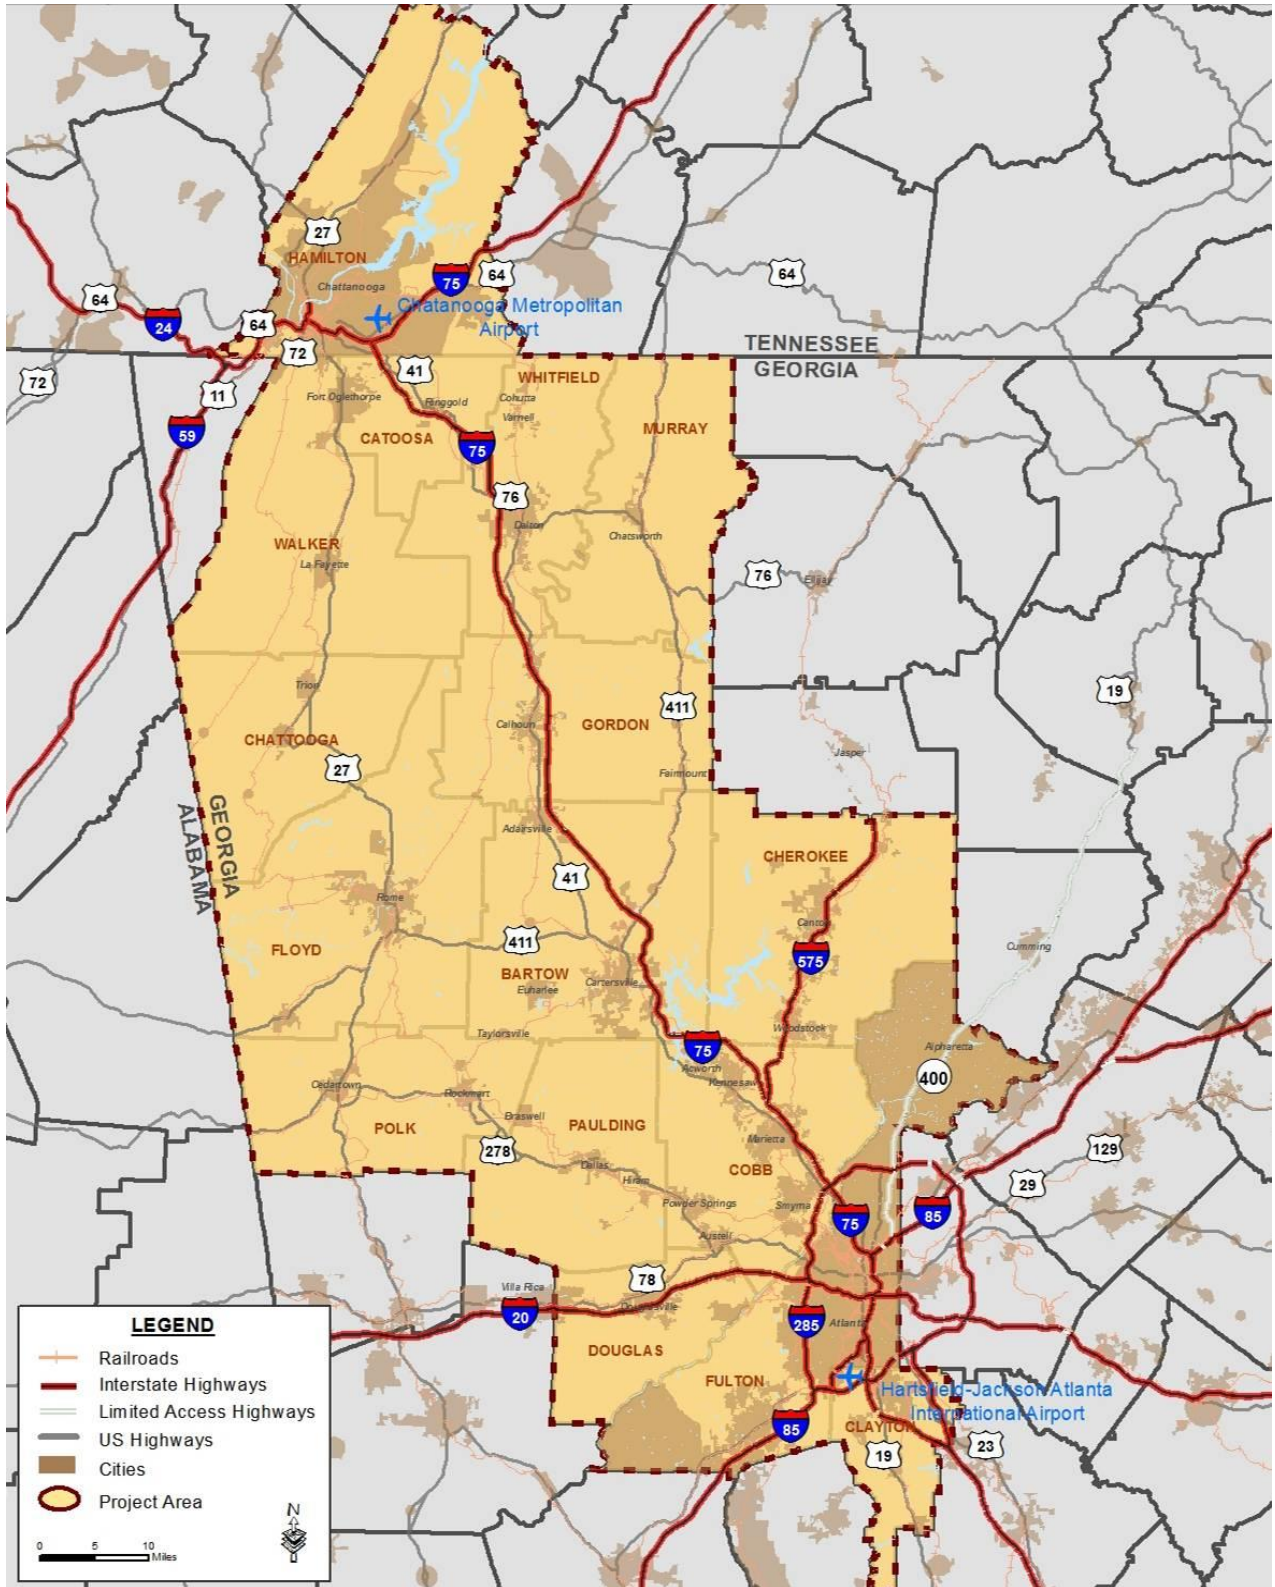 27
HAMILTON
Chattanooga
75
64
64
64
24
64
Chatanooga Metropolitan
Airport
72
72
11
59
41
TENNESSEE
GEORGIA
WHITFIELD
Fort Oglethorpe
Ringgold
Cohutta
Varnell
CATOOSA
MURRAY
75
76
Dalton
Chatsworth
WALKER
La Fayette
76
Ellijay
19
Trion
411
Calhoun
GORDON
CHATTOOGA
27
Jasper
Fairmount
GEORGIA
ALABAMA
Adairsville
CHEROKEE
41
Rome
Canton
411
FLOYD
575
Cumming
BARTOW
Euharlee
Cartersville
Taylorsville
Woodstock
75
Alpharetta
Acworth
Kennesaw
400
Cedartown
Rockmart
Braswell
POLK
PAULDING
Marietta
278
129
Dallas
COBB
Hiram
29
Powder Springs
Smyrna
75
85
Austell
78
Villa Rica
20
Douglasville
285
Atlanta
DOUGLAS
FULTON
Hartsfield-Jackson Atlanta
International Airport
85
CLAYTON
19
23
LEGEND
Railroads
Interstate Highways
Limited Access Highways
US Highways
Cities
Project Area
N
0 5 10
Miles